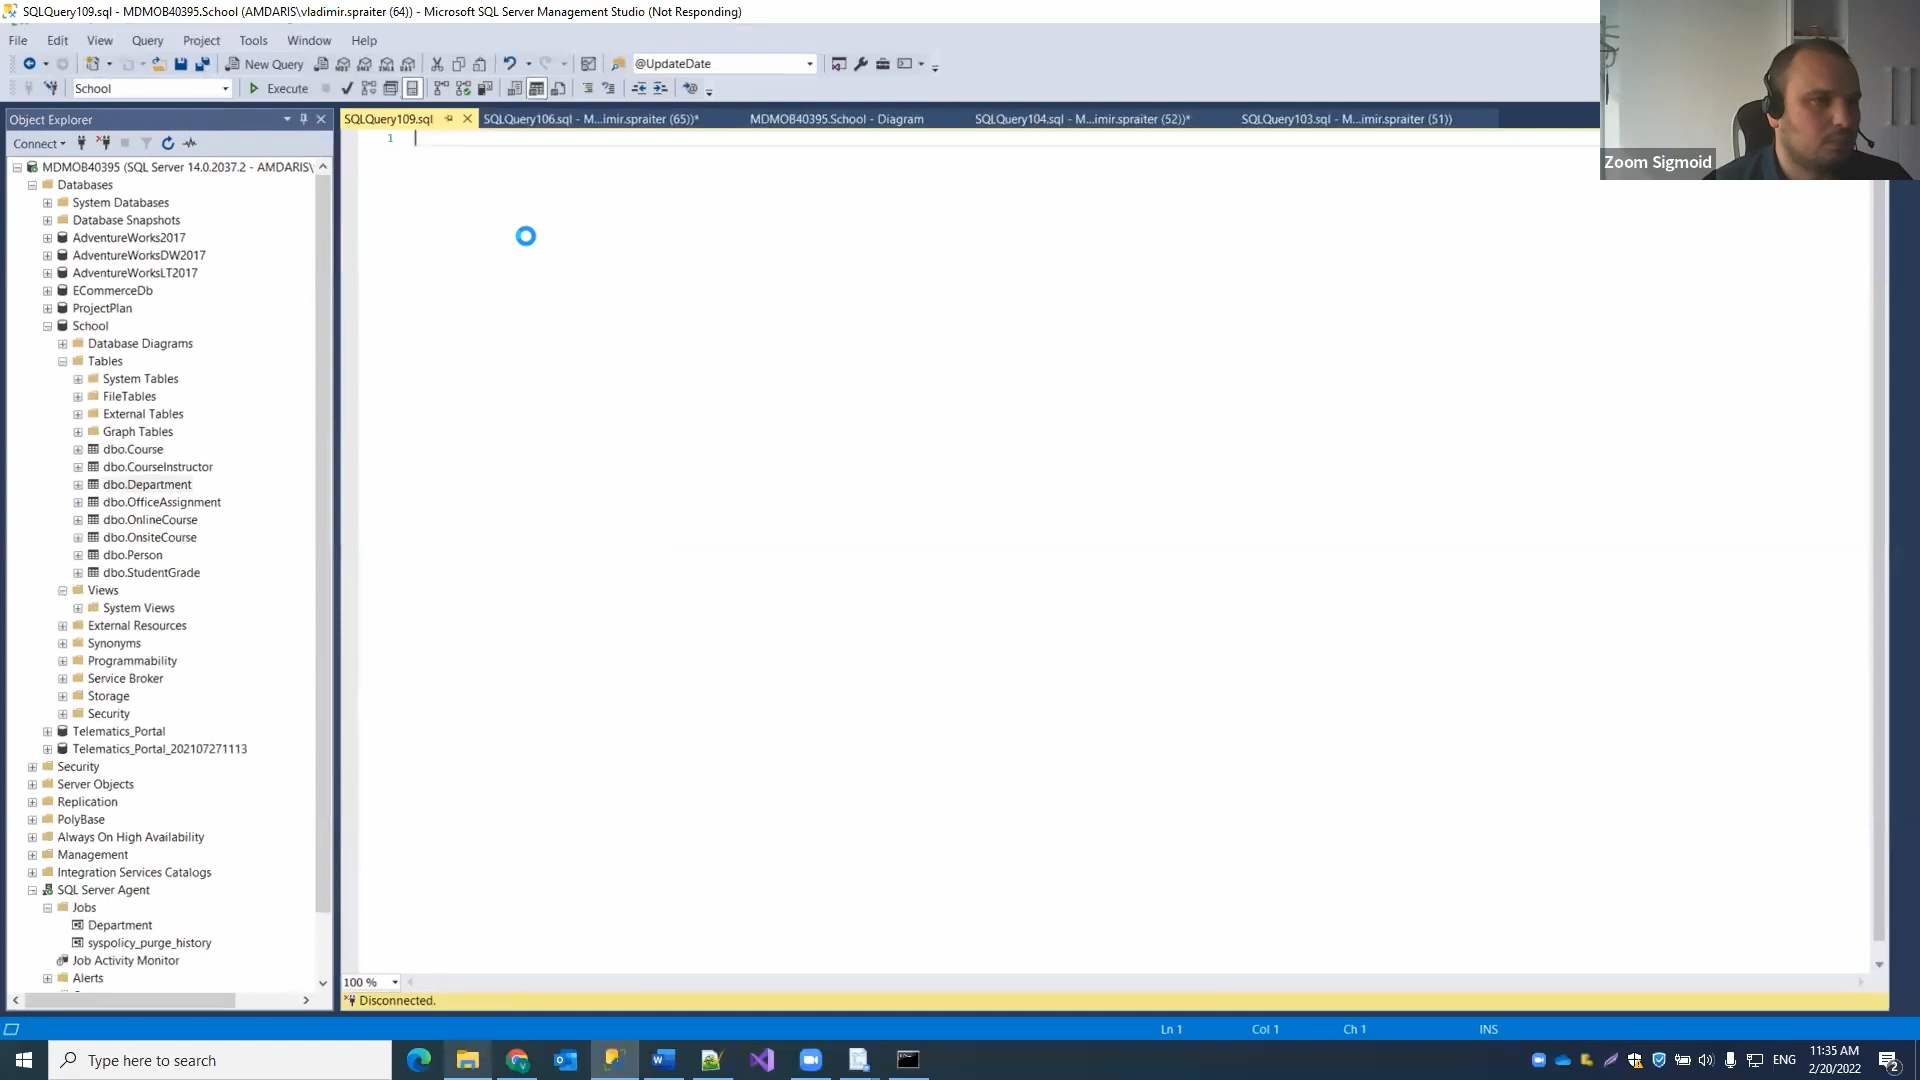 SQLQuery109.sql - MDMOB40395.School (AMDARIS\vladimir.spraiter (64)) - Microsoft SQL Server Management Studio (Not Responding)
File Edit View Query Project Tools Window Help
New Query @UpdateDate
School Execute
Object Explorer
SQLQuery109.sql SQLQuery106.sql - M...imir.spraiter (65))* MDMOB40395.School - Diagram SQLQuery104.sql - M...imir.spraiter (52))* SQLQuery103.sql - M...imir.spraiter (51))
Connect
1
MDMOB40395 (SQL Server 14.0.2037.2 - AMDARIS\
Databases
System Databases
Database Snapshots
AdventureWorks2017
AdventureWorksDW2017
AdventureWorksLT2017
ECommerceDb
ProjectPlan
School
Database Diagrams
Tables
System Tables
FileTables
External Tables
Graph Tables
dbo.Course
dbo.CourseInstructor
dbo.Department
dbo.OfficeAssignment
dbo.OnlineCourse
dbo.OnsiteCourse
dbo.Person
dbo.StudentGrade
Views
System Views
External Resources
Synonyms
Programmability
Service Broker
Storage
Security
Telematics_Portal
Telematics_Portal_202107271113
Security
Server Objects
Replication
PolyBase
Always On High Availability
Management
Integration Services Catalogs
SQL Server Agent
Jobs
Department
syspolicy_purge_history
Job Activity Monitor
Alerts
Zoom Sigmoid
100 %
Disconnected.
Ln 1 Col 1 Ch 1 INS
Type here to search
ENG
11:35 AM
2/20/2022
2